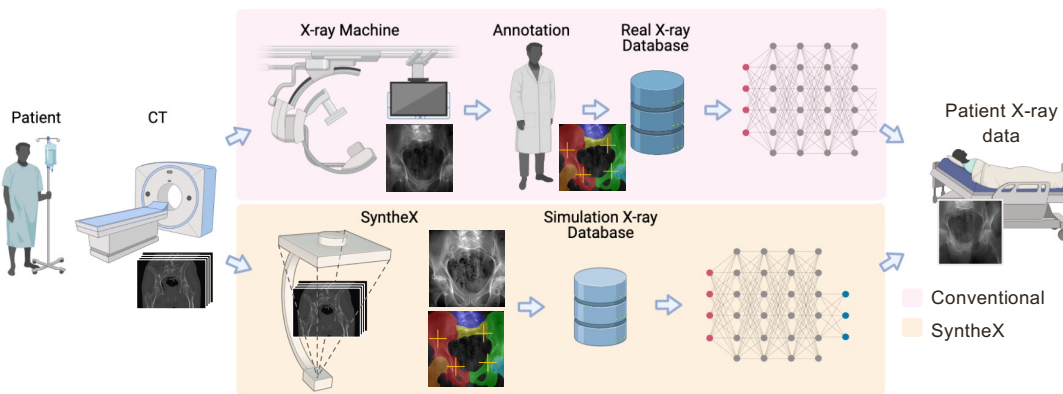 X-ray Machine
Annotation
Real X-ray
Database
Patient
CT
Patient X-ray
data
SyntheX
Simulation X-ray
Database
Conventional
SyntheX